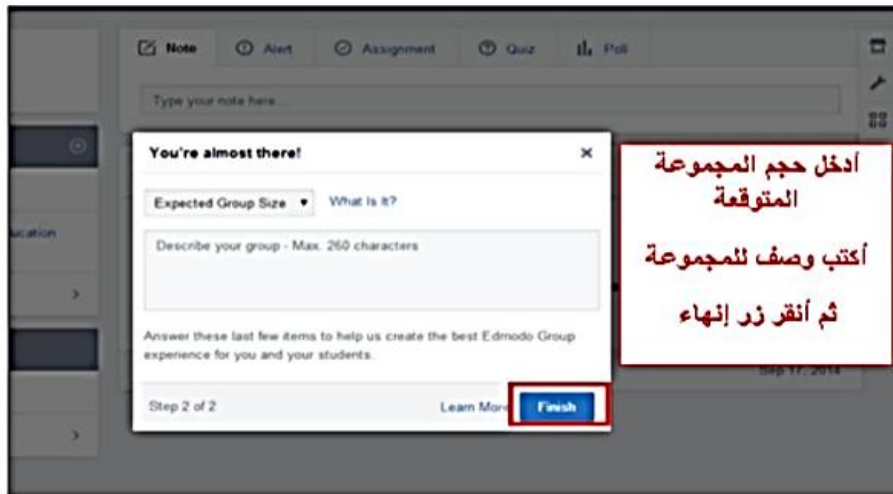 Note Alert Assignment Quiz Poll
Type your note here...
You're almost there!
Expected Group Size What Is It?
Describe your group - Max. 260 characters
Answer these last few items to help us create the best Edmodo Group
experience for you and your students.
Step 2 of 2 Learn More Finish
أدخل حجم المجموعة
المتوقعة
أكتب وصف للمجموعة
ثم أنقر زر إنهاء
ucation
Sep 17, 2014